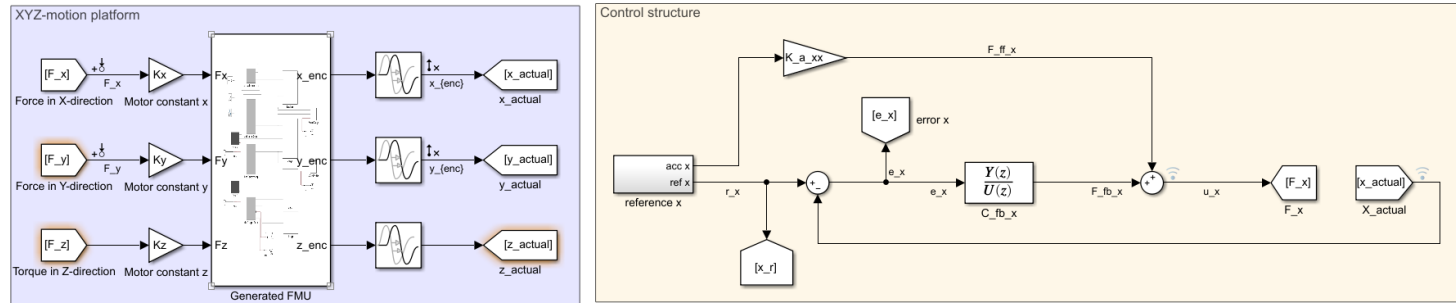 XYZ-motion platform
[F_x]
F_x
Force in X-direction
Kx
Motor constant x
Fx
x_enc
x_{enc}
[x_actual]
x_actual
[F_y]
F_y
Force in Y-direction
Ky
Motor constant y
Fy
y_enc
y_{enc}
[y_actual]
y_actual
[F_z]
Torque in Z-direction
Kz
Motor constant z
Fz
z_enc
[z_actual]
z_actual
Generated FMU
Control structure
K_a_xx
F_ff_x
[e_x]
error x
acc x
ref x
reference x
r_x
e_x
e_x
Y(z)
U(z)
C_fb_x
F_fb_x
u_x
[F_x]
F_x
[x_actual]
X_actual
[x_r]